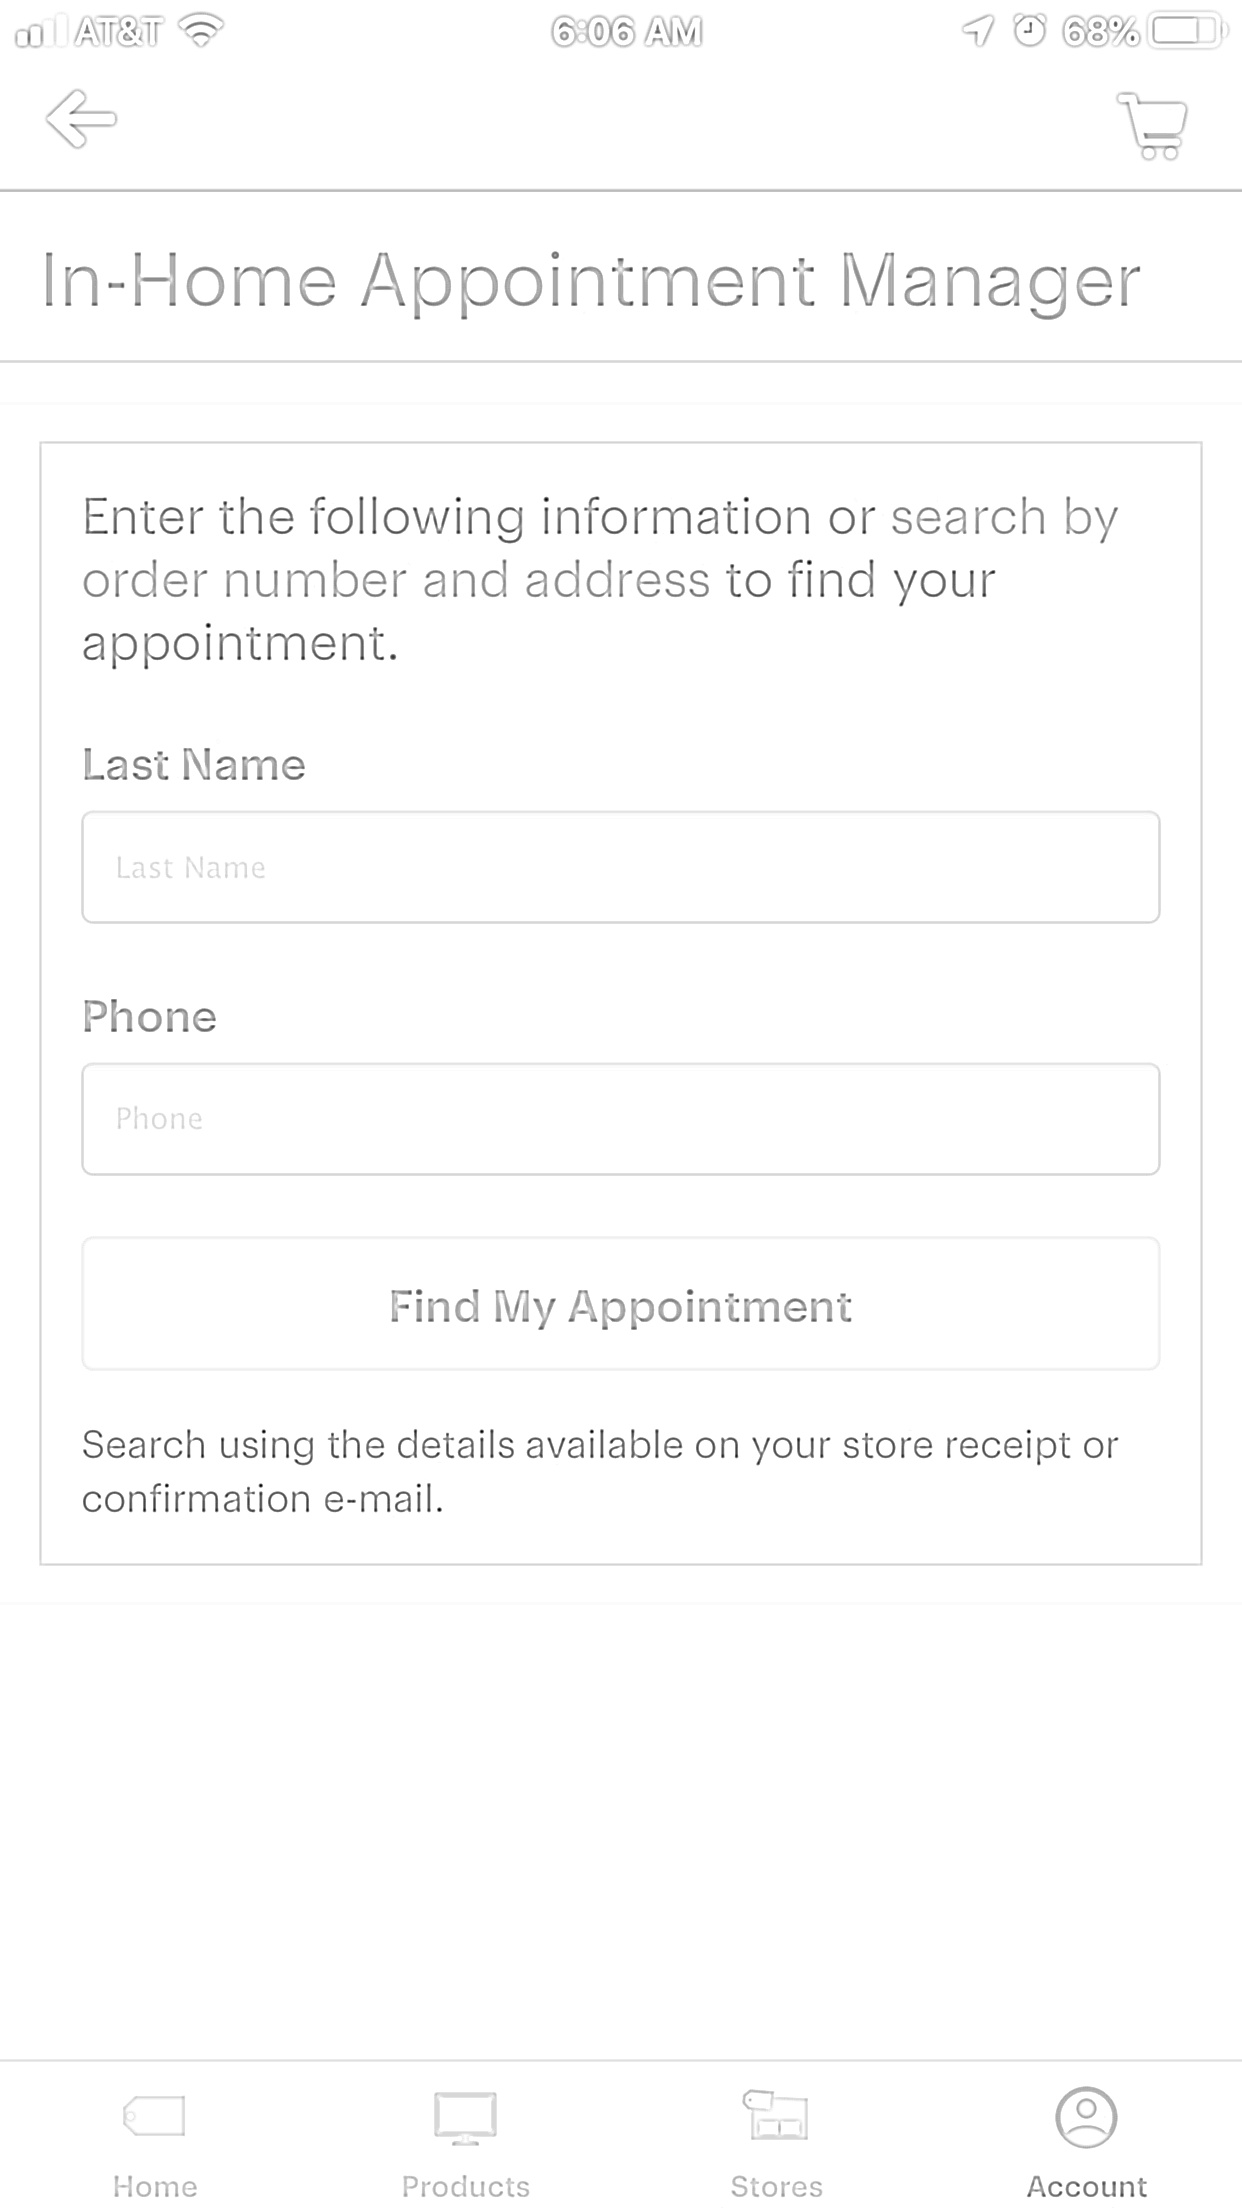 AT&T 6:06 AM 68%
In-Home Appointment Manager
Enter the following information or search by
order number and address to find your
appointment.
Last Name
Last Name
Phone
Phone
Find My Appointment
Search using the details available on your store receipt or
confirmation e-mail.
Home Products Stores Account